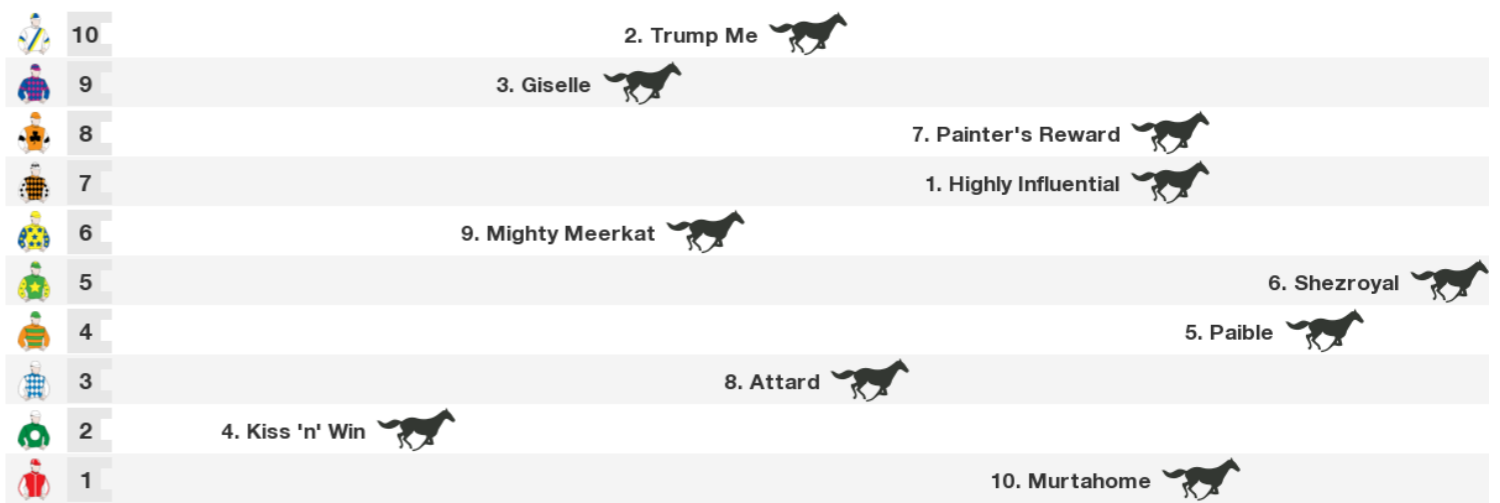 10 2. Trump Me
9 3. Giselle
8 7. Painter's Reward
7 1. Highly Influential
6 9. Mighty Meerkat
5 6. Shezroyal
4 5. Paible
3 8. Attard
2 4. Kiss 'n' Win
1 10. Murtahome